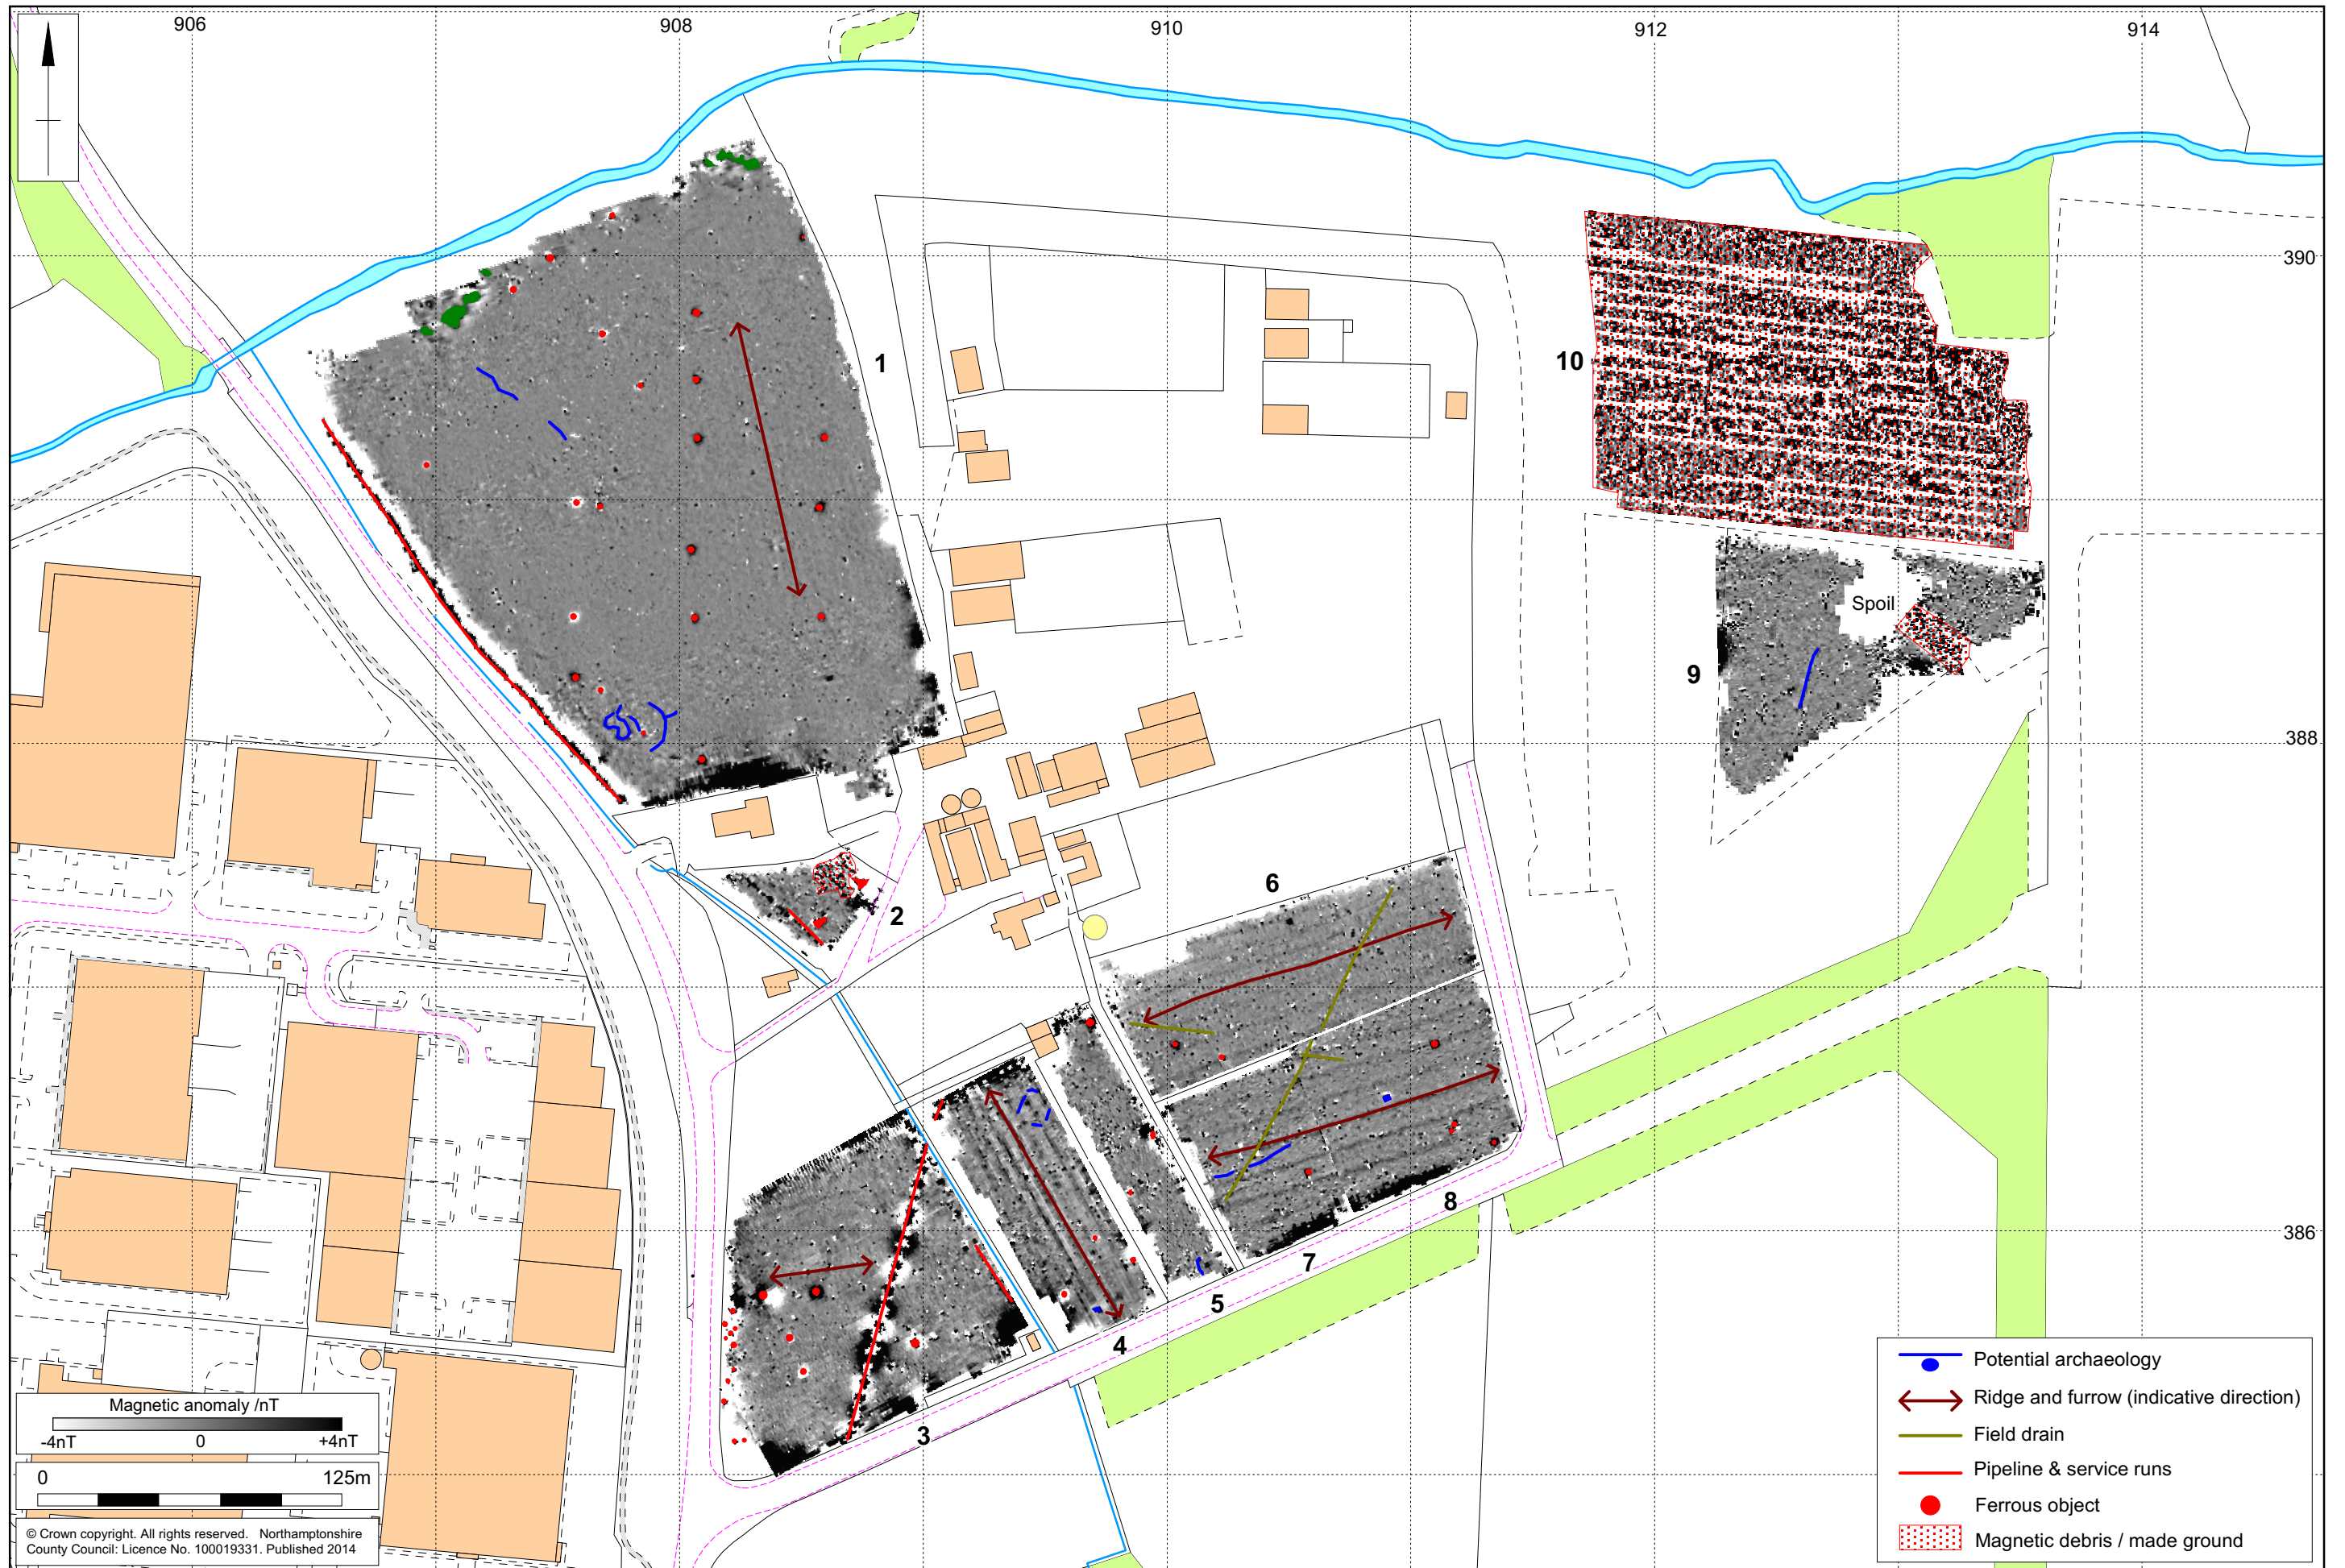 906
908
910
912
914
390
1
10
Spoil
9
388
6
2
386
8
7
5
4
3
Magnetic anomaly /nT
-4nT 0 +4nT
0 125m
© Crown copyright. All rights reserved. Northamptonshire
County Council: Licence No. 100019331. Published 2014
Potential archaeology
Ridge and furrow (indicative direction)
Field drain
Pipeline & service runs
Ferrous object
Magnetic debris / made ground